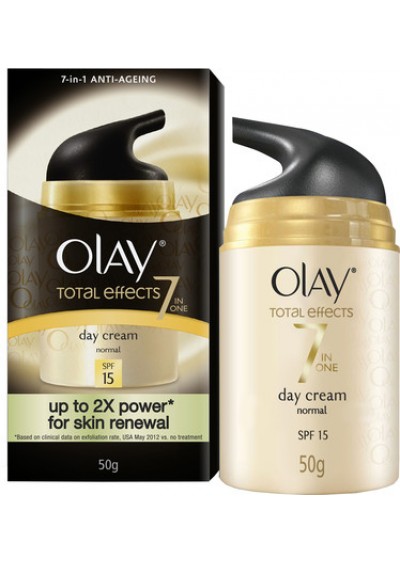 7-in-1 ANTI-AGEING
OLAY®
TOTAL EFFECTS
7 IN ONE
day cream
normal
SPF
15
up to 2X power*
for skin renewal
*Based on clinical data on exfoliation rate, USA May 2012 vs. no treatment
50g
OLAY®
TOTAL EFFECTS
7 IN ONE
day cream
normal
SPF 15
50g